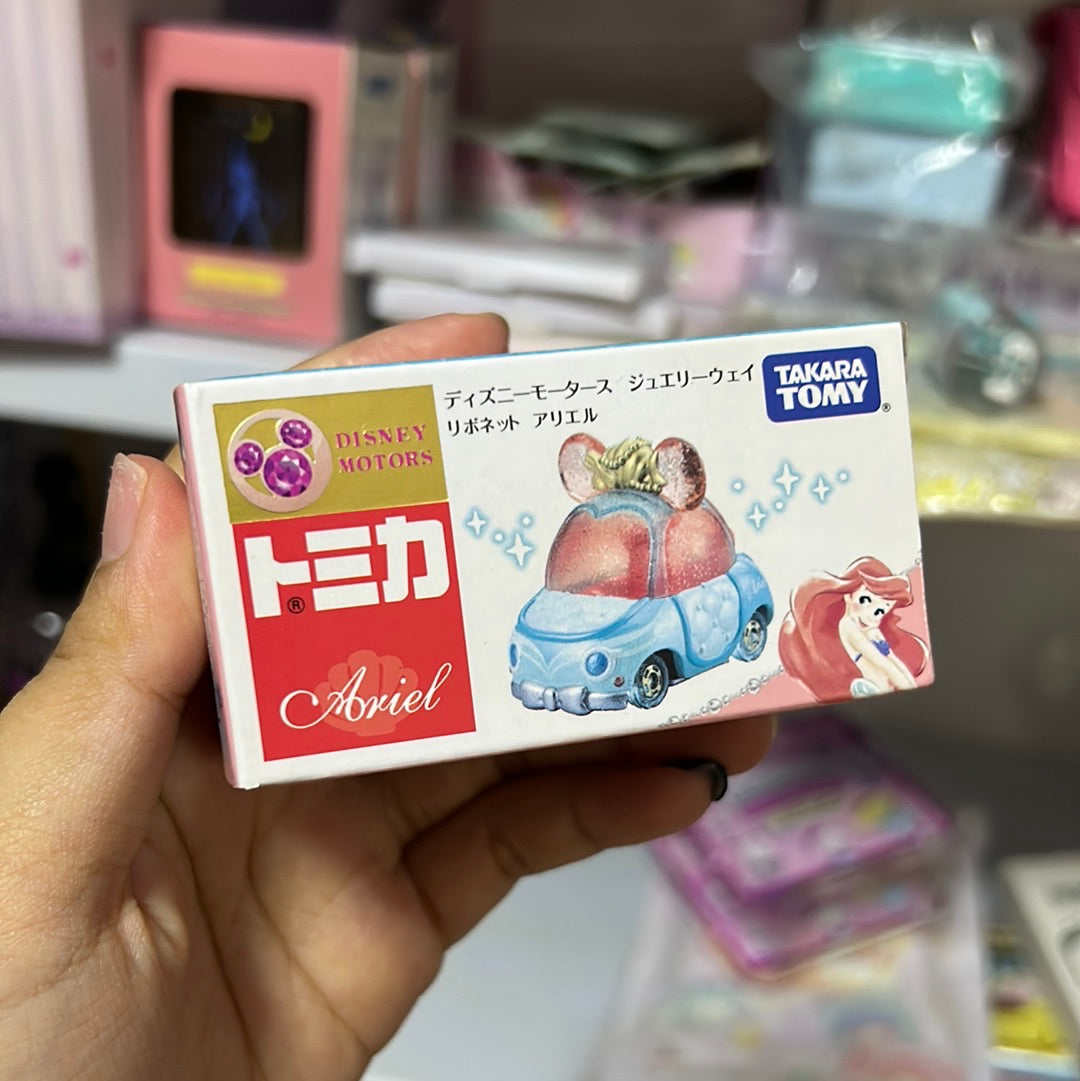 ディズニーモータース ジュエリーウェイ
リボネット アリエル
TAKARA
TOMY®
DISNEY
MOTORS
トミカ®
Ariel